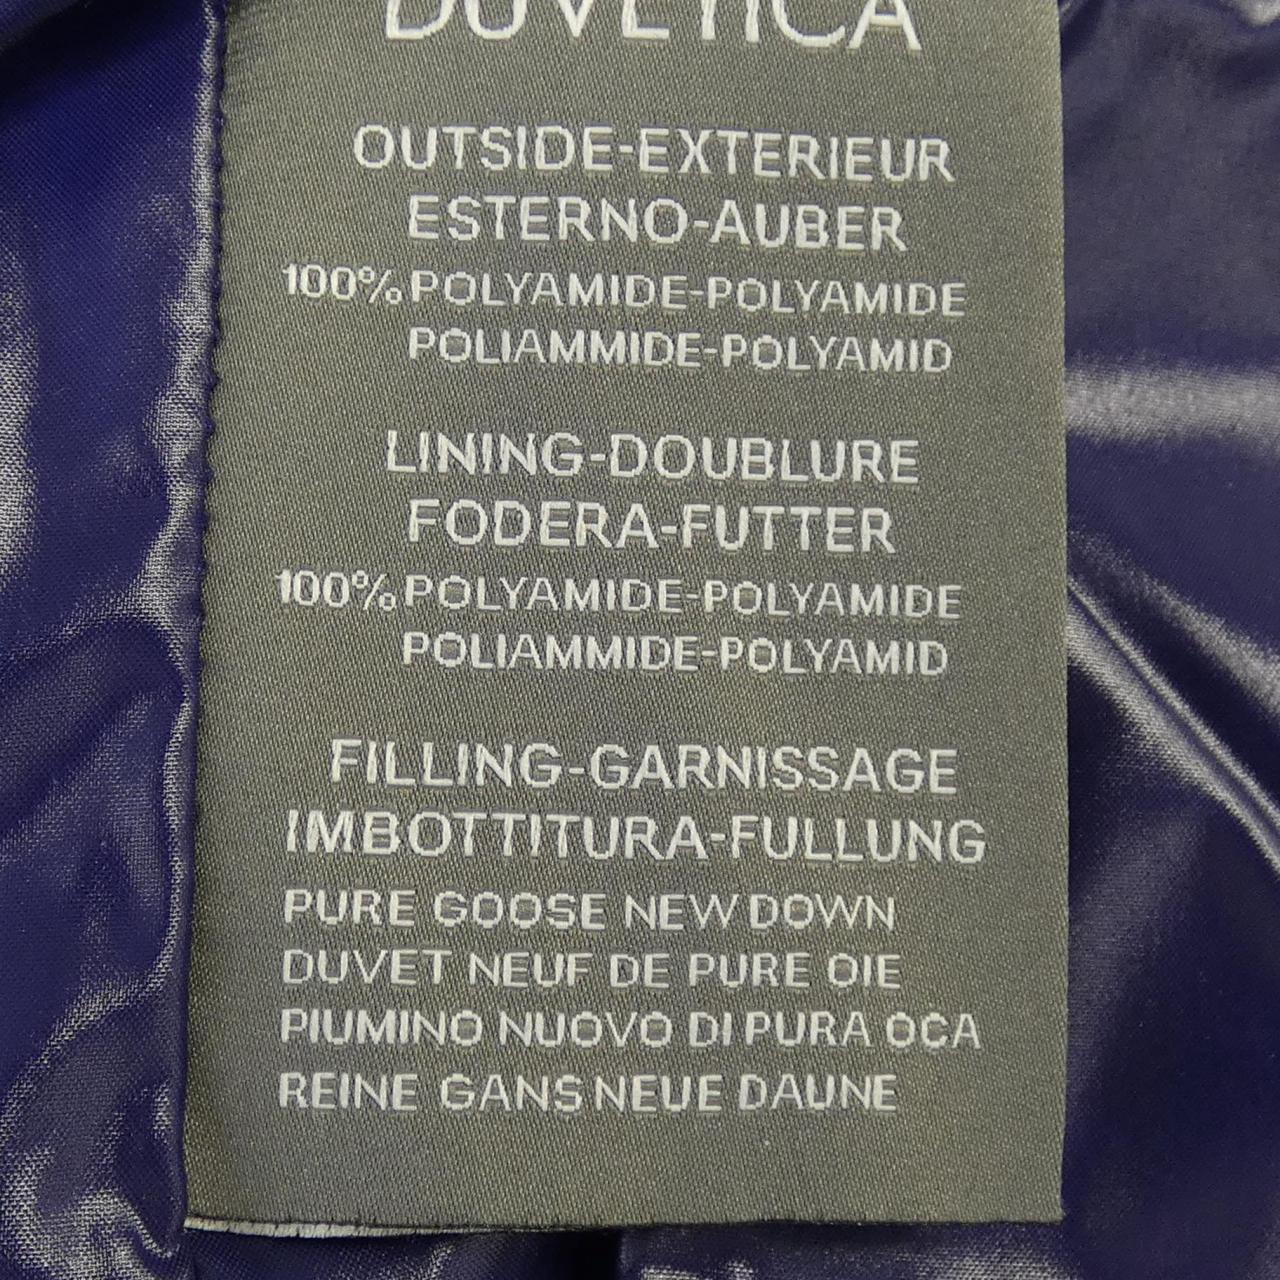 DUVETICA
OUTSIDE-EXTERIEUR
ESTERNO-AUBER
100% POLYAMIDE-POLYAMIDE
POLIAMMIDE-POLYAMID
LINING-DOUBLURE
FODERA-FUTTER
100% POLYAMIDE-POLYAMIDE
POLIAMMIDE-POLYAMID
FILLING-GARNISSAGE
IMBOTTITURA-FULLUNG
PURE GOOSE NEW DOWN
DUVET NEUF DE PURE OIE
PIUMINO NUOVO DI PURA OCA
REINE GANS NEUE DAUNE